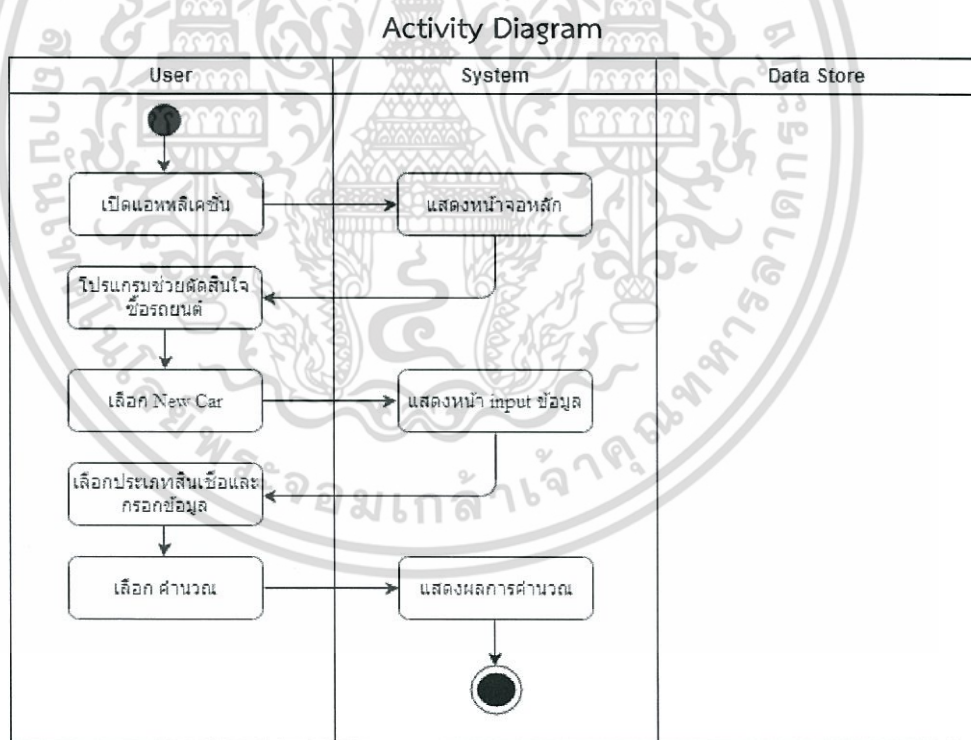 Activity Diagram
User
System
Data Store
เปิดแอพพลิเคชั่น
แสดงหน้าจอหลัก
โปรแกรมช่วยตัดสินใจ
ซื้อรถยนต์
เลือก New Car
แสดงหน้า input ข้อมูล
เลือกประเภทสินเชื่อและ
กรอกข้อมูล
เลือก คำนวณ
แสดงผลการคำนวณ